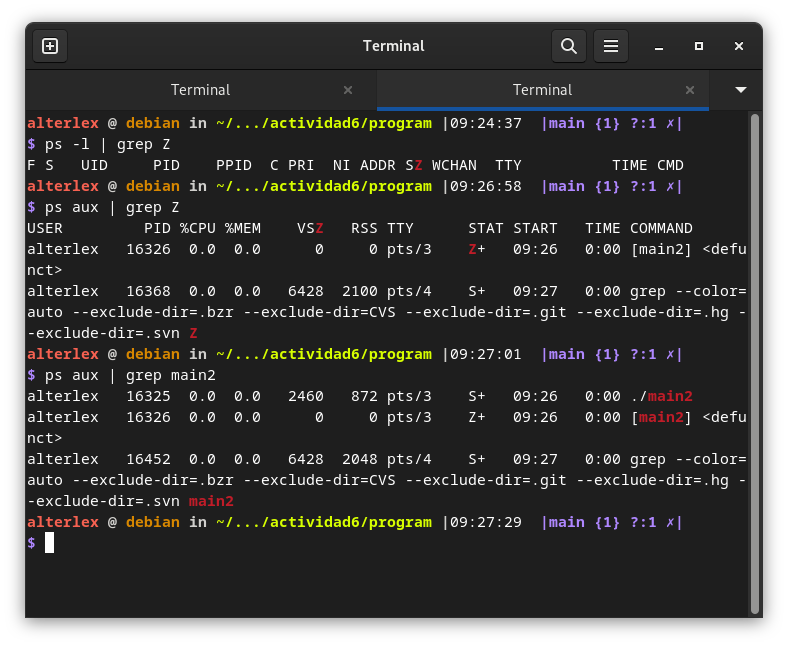 Terminal
Terminal
Terminal
alterlex @ debian in ~/.../actividad6/program |09:24:37  |main {1} ?:1 ✗|
$ ps -l | grep Z
F S   UID     PID    PPID  C PRI  NI ADDR SZ WCHAN  TTY          TIME CMD
alterlex @ debian in ~/.../actividad6/program |09:26:58  |main {1} ?:1 ✗|
$ ps aux | grep Z
USER         PID %CPU %MEM    VSZ   RSS TTY      STAT START   TIME COMMAND
alterlex   16326  0.0  0.0      0     0 pts/3    Z+   09:26   0:00 [main2] <defu
nct>
alterlex   16368  0.0  0.0   6428  2100 pts/4    S+   09:27   0:00 grep --color=
auto --exclude-dir=.bzr --exclude-dir=CVS --exclude-dir=.git --exclude-dir=.hg -
-exclude-dir=.svn Z
alterlex @ debian in ~/.../actividad6/program |09:27:01  |main {1} ?:1 ✗|
$ ps aux | grep main2
alterlex   16325  0.0  0.0   2460   872 pts/3    S+   09:26   0:00 ./main2
alterlex   16326  0.0  0.0      0     0 pts/3    Z+   09:26   0:00 [main2] <defu
nct>
alterlex   16452  0.0  0.0   6428  2048 pts/4    S+   09:27   0:00 grep --color=
auto --exclude-dir=.bzr --exclude-dir=CVS --exclude-dir=.git --exclude-dir=.hg -
-exclude-dir=.svn main2
alterlex @ debian in ~/.../actividad6/program |09:27:29  |main {1} ?:1 ✗|
$